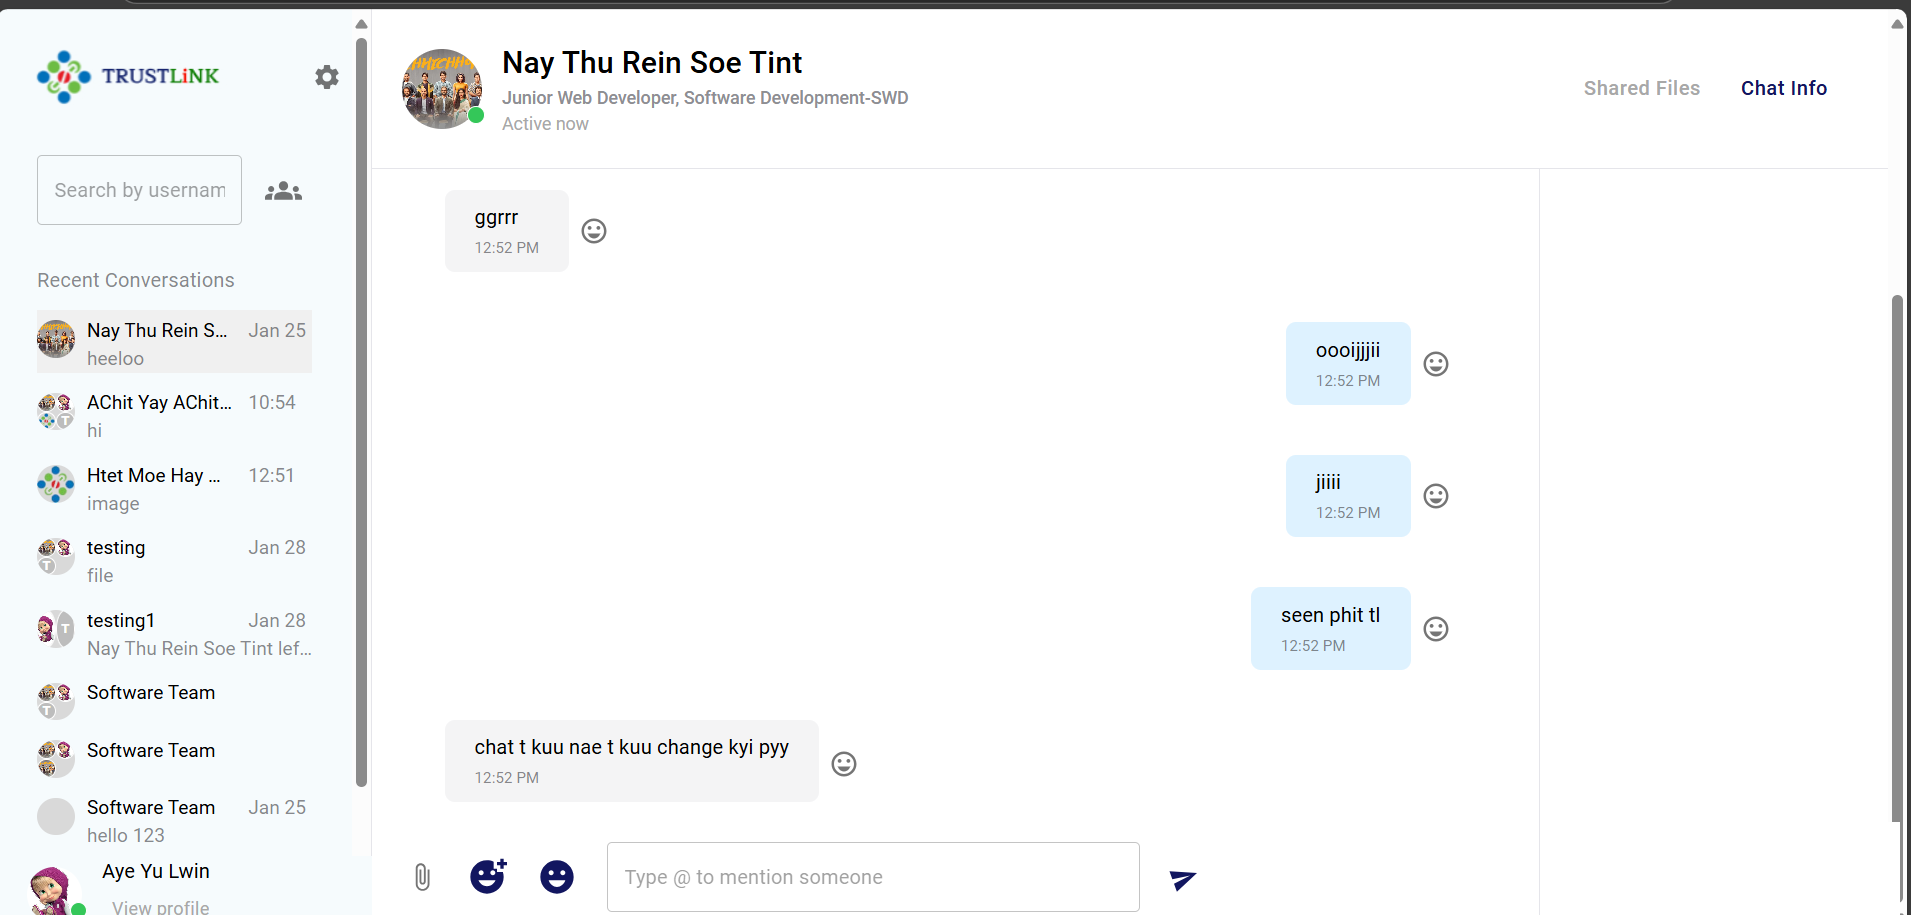 TRUSTLiNK
Search by usernam
Recent Conversations
Nay Thu Rein S... Jan 25
heeloo
AChit Yay AChit... 10:54
hi
Htet Moe Hay ... 12:51
image
testing Jan 28
file
testing1 Jan 28
Nay Thu Rein Soe Tint lef...
Software Team
Software Team
Software Team Jan 25
hello 123
Aye Yu Lwin
View profile
Nay Thu Rein Soe Tint
Junior Web Developer, Software Development-SWD
Active now
Shared Files Chat Info
ggrrr
12:52 PM
oooijjjii
12:52 PM
jiiii
12:52 PM
seen phit tl
12:52 PM
chat t kuu nae t kuu change kyi pyy
12:52 PM
Type @ to mention someone